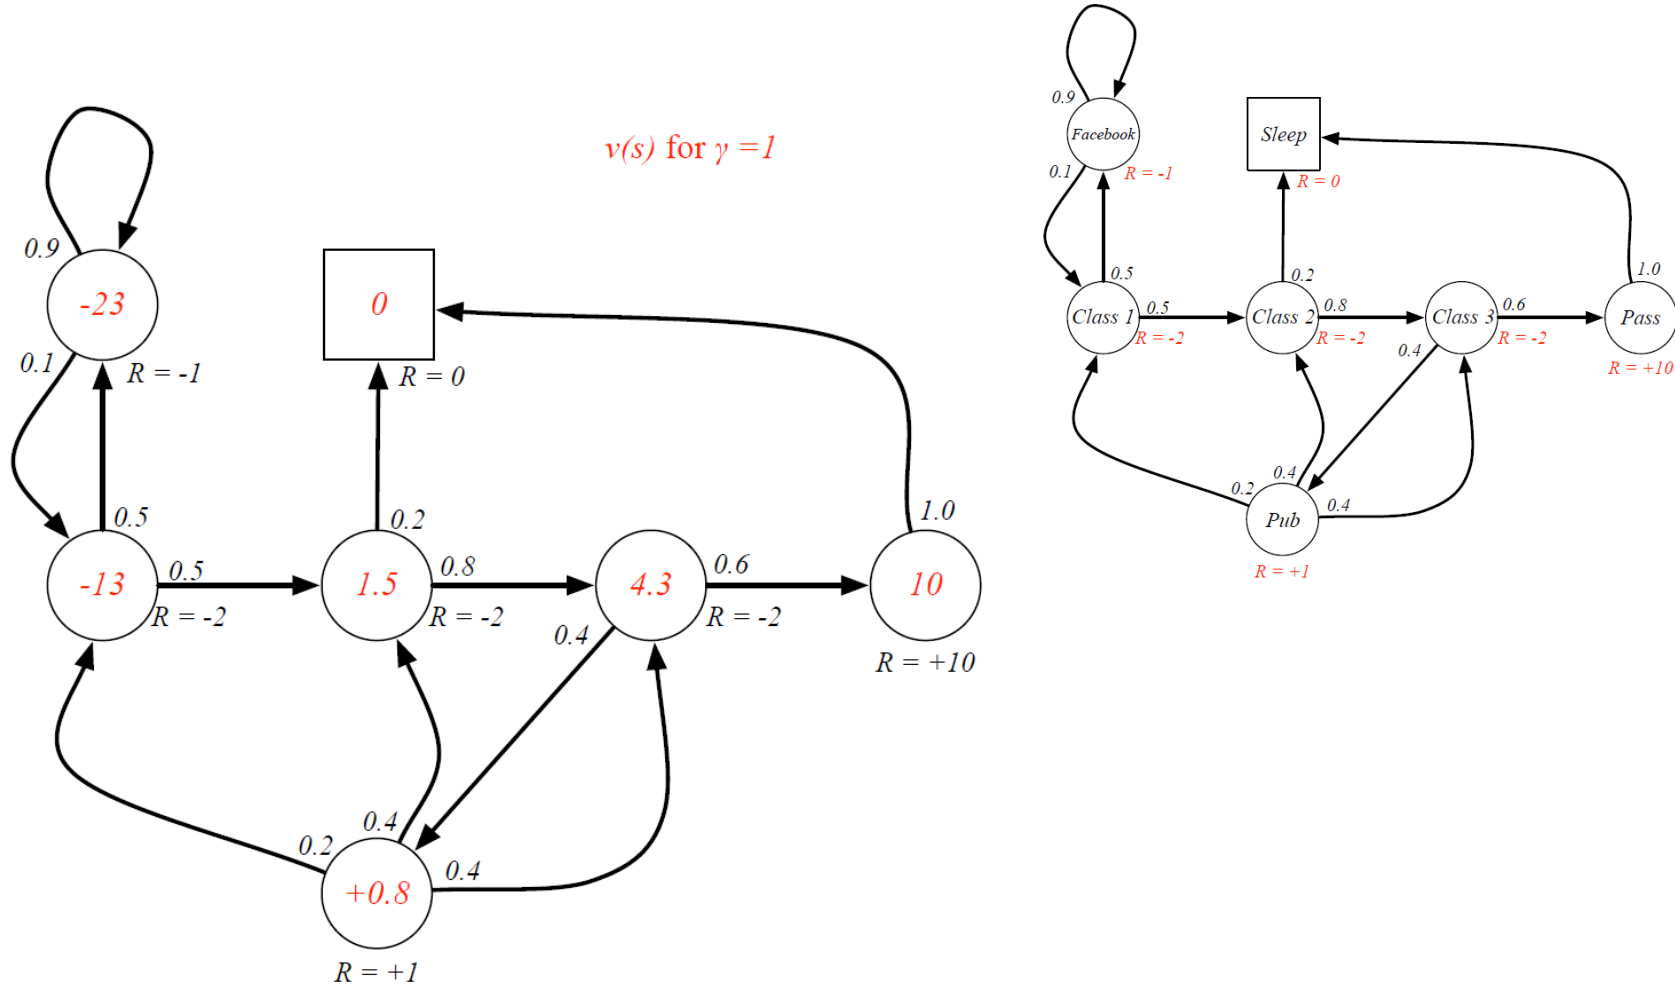 v(s) for γ =1
0.9
-23
0
0.1
R = -1
R = 0
0.5
0.2
1.0
-13
0.5
1.5
0.8
4.3
0.6
10
R = -2
R = -2
R = -2
0.4
R = +10
0.4
0.2
0.4
+0.8
R = +1
0.9
Facebook
Sleep
0.1
R = -1
R = 0
0.5
0.2
1.0
Class 1
0.5
Class 2
0.8
Class 3
0.6
Pass
R = -2
R = -2
R = -2
0.4
R = +10
0.4
0.2
0.4
Pub
R = +1